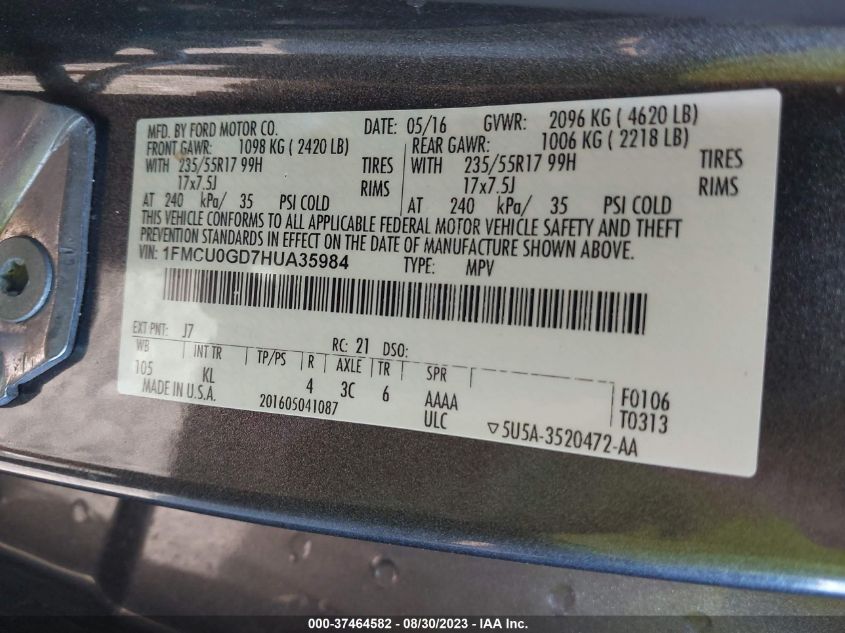 MFD. BY FORD MOTOR CO. DATE: 05/16 GVWR: 2096 KG ( 4620 LB)
FRONT GAWR: 1098 KG ( 2420 LB) REAR GAWR: 1006 KG ( 2218 LB)
WITH 235/55R17 99H TIRES WITH 235/55R17 99H TIRES
17x7.5J RIMS 17x7.5J RIMS
AT 240 kPa/ 35 PSI COLD AT 240 kPa/ 35 PSI COLD
THIS VEHICLE CONFORMS TO ALL APPLICABLE FEDERAL MOTOR VEHICLE SAFETY AND THEFT
PREVENTION STANDARDS IN EFFECT ON THE DATE OF MANUFACTURE SHOWN ABOVE.
VIN: 1FMCU0GD7HUA35984 TYPE: MPV
EXT PNT: J7 RC: 21 DSO:
WB INT TR TP/PS R AXLE TR SPR
105 KL 4 3C 6 AAAA F0106
MADE IN U.S.A. 201605041087 ULC ▽5U5A-3520472-AA T0313
000-37464582 - 08/30/2023 - IAA Inc.